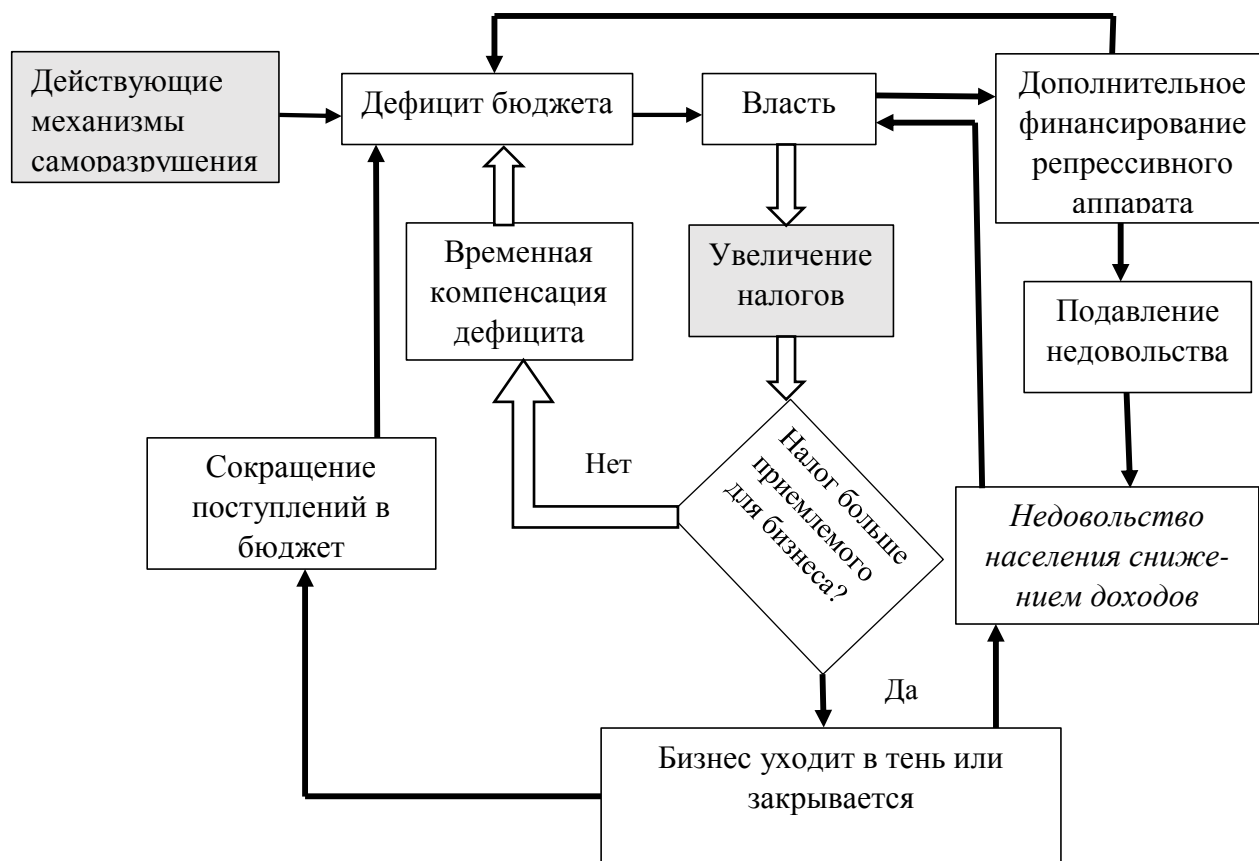 Действующие
механизмы
саморазрушения
Дефицит бюджета
Власть
Дополнительное
финансирование
репрессивного
аппарата
Временная
компенсация
дефицита
Увеличение
налогов
Подавление
недовольства
Сокращение
поступлений в
бюджет
Нет
Налог больше
приемлемого
для бизнеса?
Недовольство
населения сниже-
нием доходов
Да
Бизнес уходит в тень или
закрывается